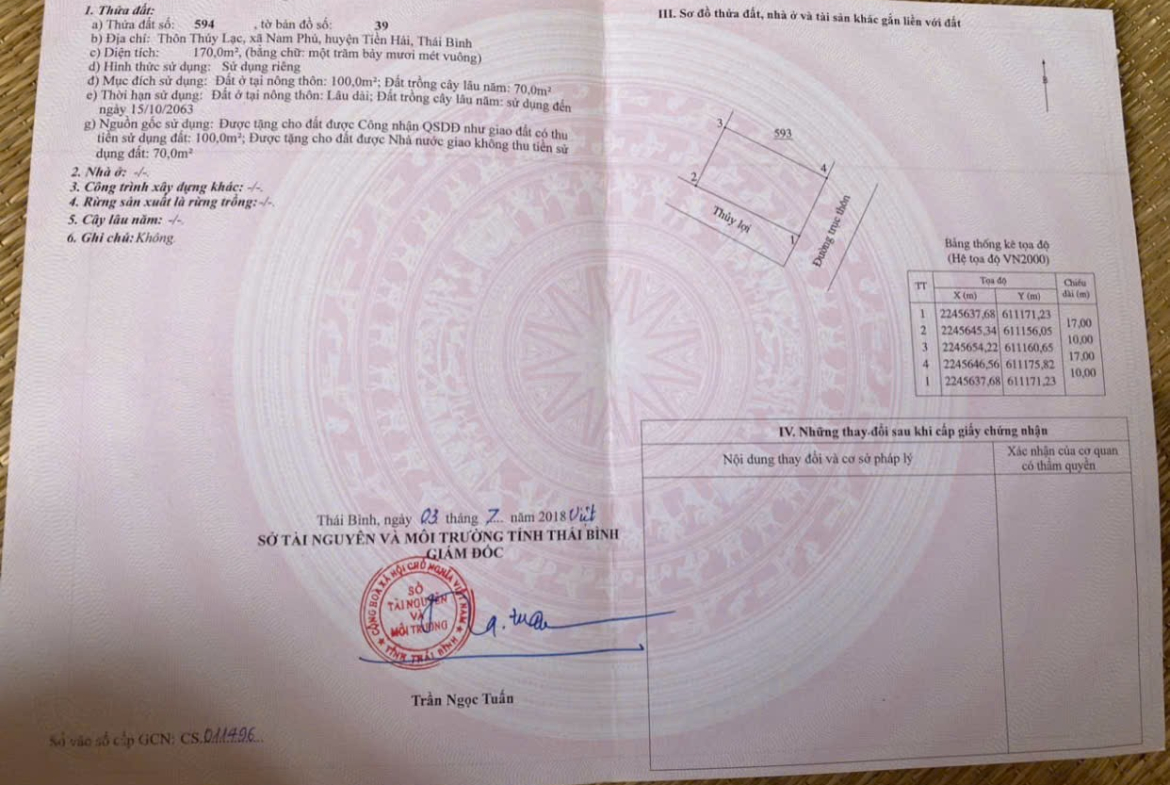 1. Thửa đất:
a) Thửa đất số: 594 , tờ bản đồ số: 39
b) Địa chỉ: Thôn Thủy Lạc, xã Nam Phú, huyện Tiền Hải, Thái Bình
c) Diện tích: 170,0m², (bằng chữ: một trăm bảy mươi mét vuông)
d) Hình thức sử dụng: Sử dụng riêng
đ) Mục đích sử dụng: Đất ở tại nông thôn: 100,0m²; Đất trồng cây lâu năm: 70,0m²
e) Thời hạn sử dụng: Đất ở tại nông thôn: Lâu dài; Đất trồng cây lâu năm: sử dụng đến
ngày 15/10/2063
g) Nguồn gốc sử dụng: Được tặng cho đất được Công nhận QSDĐ như giao đất có thu
tiền sử dụng đất: 100,0m²; Được tặng cho đất được Nhà nước giao không thu tiền sử
dụng đất: 70,0m²
2. Nhà ở: -/-.
3. Công trình xây dựng khác: -/-.
4. Rừng sản xuất là rừng trồng: -/-.
5. Cây lâu năm: -/-.
6. Ghi chú: Không.
Thái Bình, ngày 03 tháng 7 năm 2018
SỞ TÀI NGUYÊN VÀ MÔI TRƯỜNG TỈNH THÁI BÌNH
GIÁM ĐỐC
CỘNG HOÀ XÃ HỘI CHỦ NGHĨA VIỆT NAM
SỞ
TÀI NGUYÊN
VÀ
MÔI TRƯỜNG
TỈNH THÁI BÌNH
Trần Ngọc Tuấn
Số vào sổ cấp GCN: CS.011496
III. Sơ đồ thửa đất, nhà ở và tài sản khác gắn liền với đất
3
593
4
2
Thủy lợi
1
Đường trục thôn
Bảng thống kê tọa độ
(Hệ tọa độ VN2000)
TT Tọa độ Chiều dài (m)
X (m) Y (m)
1 2245637,68 611171,23
17,00
2 2245645,34 611156,05
10,00
3 2245654,22 611160,65
17,00
4 2245646,56 611175,82
10,00
1 2245637,68 611171,23
IV. Những thay đổi sau khi cấp giấy chứng nhận
Nội dung thay đổi và cơ sở pháp lý
Xác nhận của cơ quan
có thẩm quyền